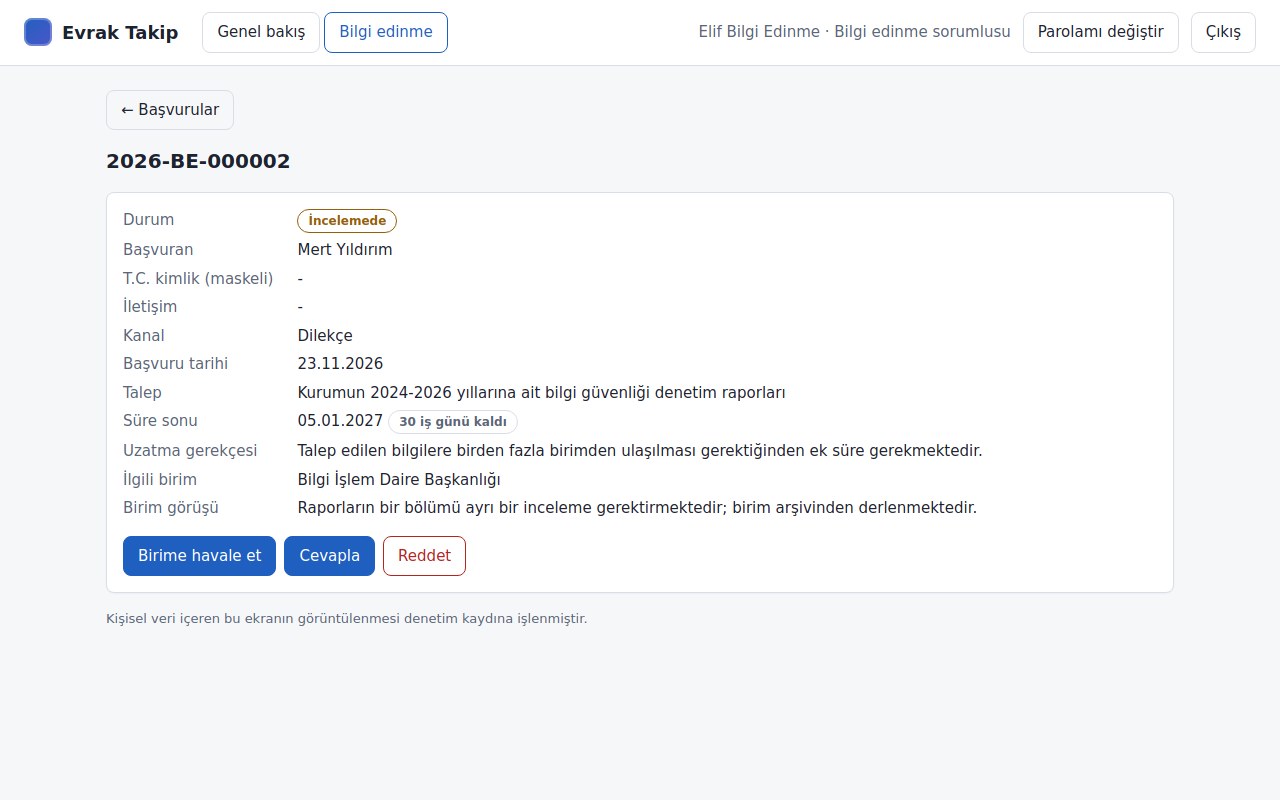 Evrak Takip
Genel bakış
Bilgi edinme
Elif Bilgi Edinme · Bilgi edinme sorumlusu
Parolamı değiştir
Çıkış
← Başvurular
2026-BE-000002
Durum İncelemede
Başvuran Mert Yıldırım
T.C. kimlik (maskeli) -
İletişim -
Kanal Dilekçe
Başvuru tarihi 23.11.2026
Talep Kurumun 2024-2026 yıllarına ait bilgi güvenliği denetim raporları
Süre sonu 05.01.2027 30 iş günü kaldı
Uzatma gerekçesi Talep edilen bilgilere birden fazla birimden ulaşılması gerektiğinden ek süre gerekmektedir.
İlgili birim Bilgi İşlem Daire Başkanlığı
Birim görüşü Raporların bir bölümü ayrı bir inceleme gerektirmektedir; birim arşivinden derlenmektedir.
Birime havale et
Cevapla
Reddet
Kişisel veri içeren bu ekranın görüntülenmesi denetim kaydına işlenmiştir.